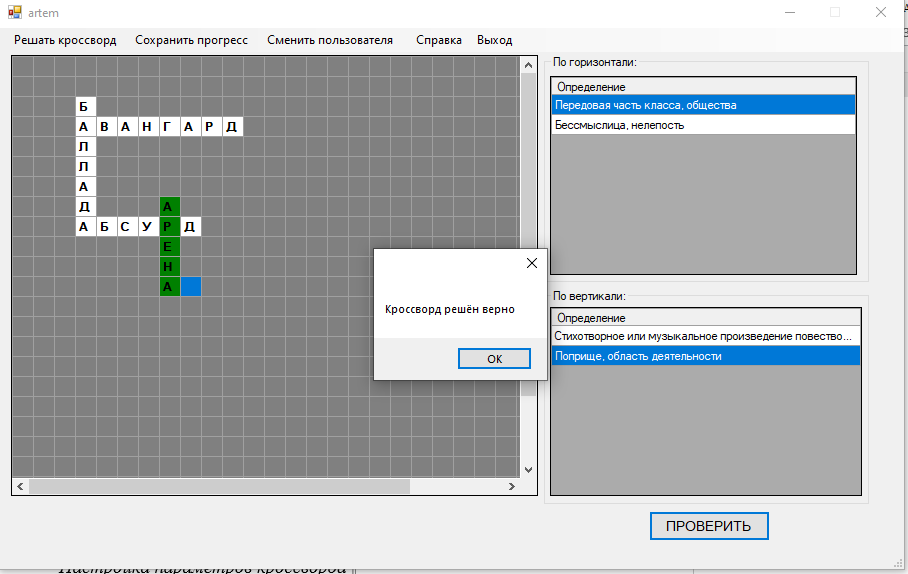 artem
Решать кроссворд Сохранить прогресс Сменить пользователя Справка Выход
По горизонтали:
Определение
Передовая часть класса, общества
Бессмыслица, нелепость
Б
АВАНГАРД
Л
Л
А
Д А
АБСУРД
Е
Н
А
Кроссворд решён верно
OK
По вертикали:
Определение
Стихотворное или музыкальное произведение повество...
Поприще, область деятельности
ПРОВЕРИТЬ
Настройка параметров кроссворда